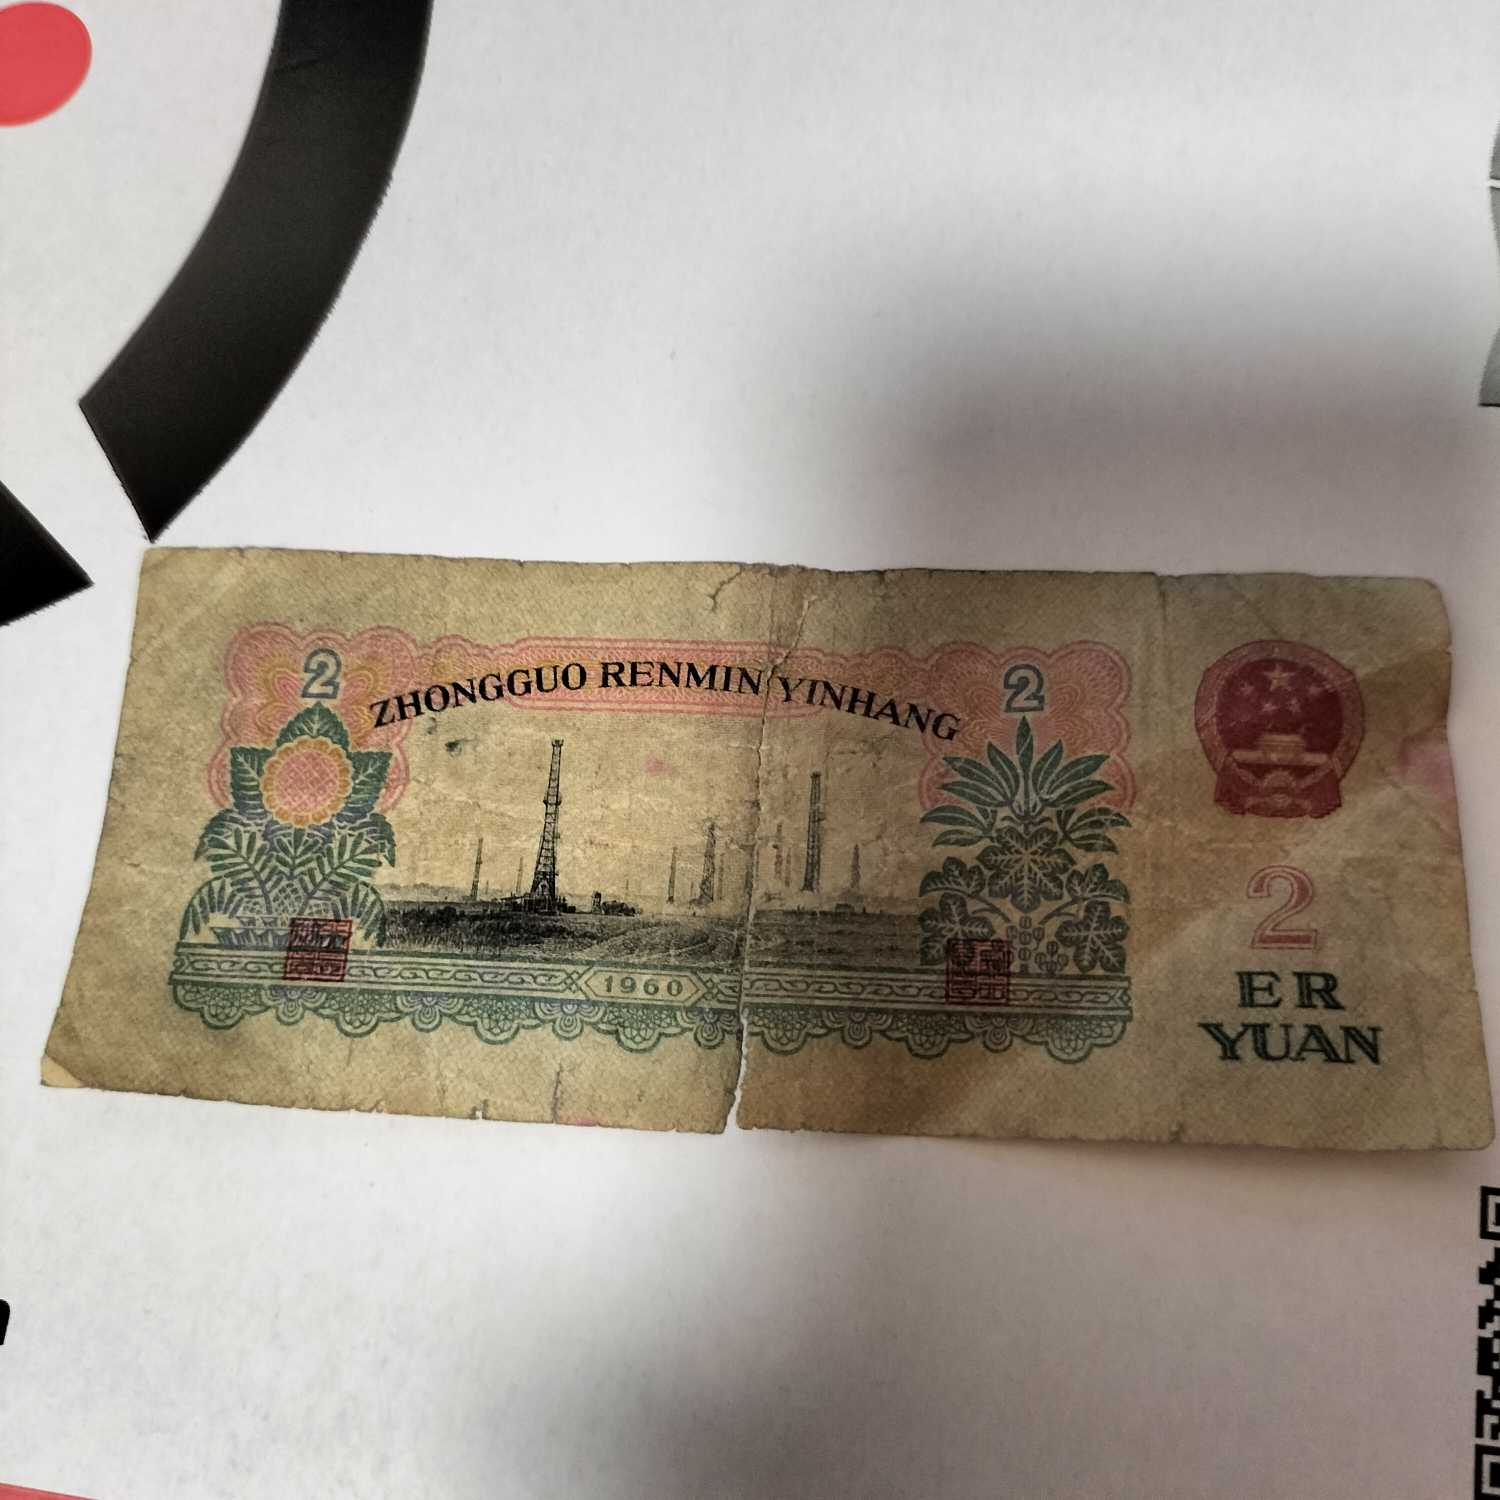 2
2
ZHONGGUO RENMIN YINHANG
1960
2
ER
YUAN